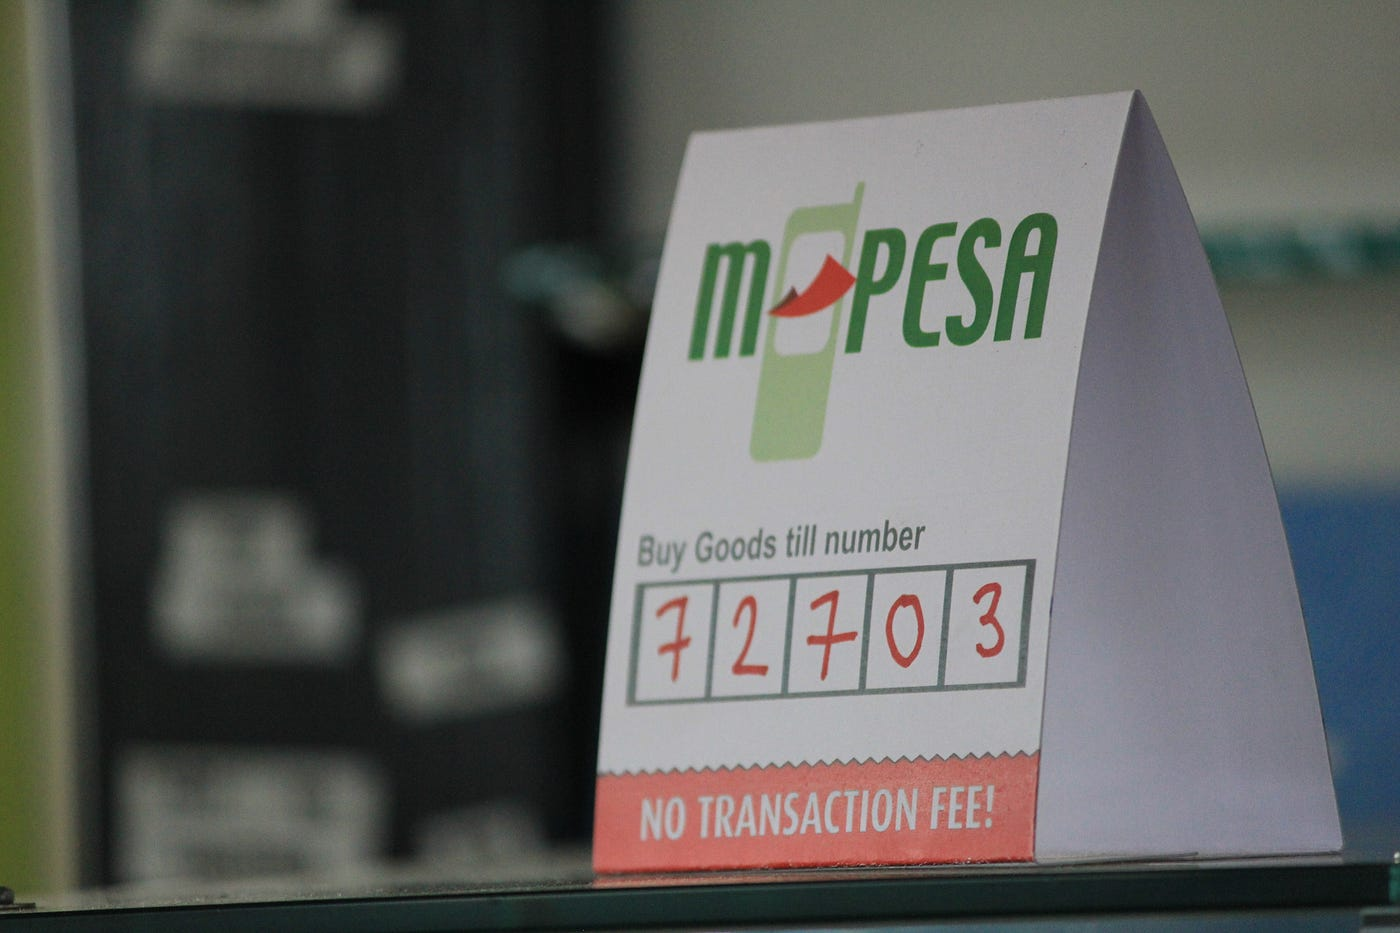 M-PESA
Buy Goods till number
72703
NO TRANSACTION FEE!